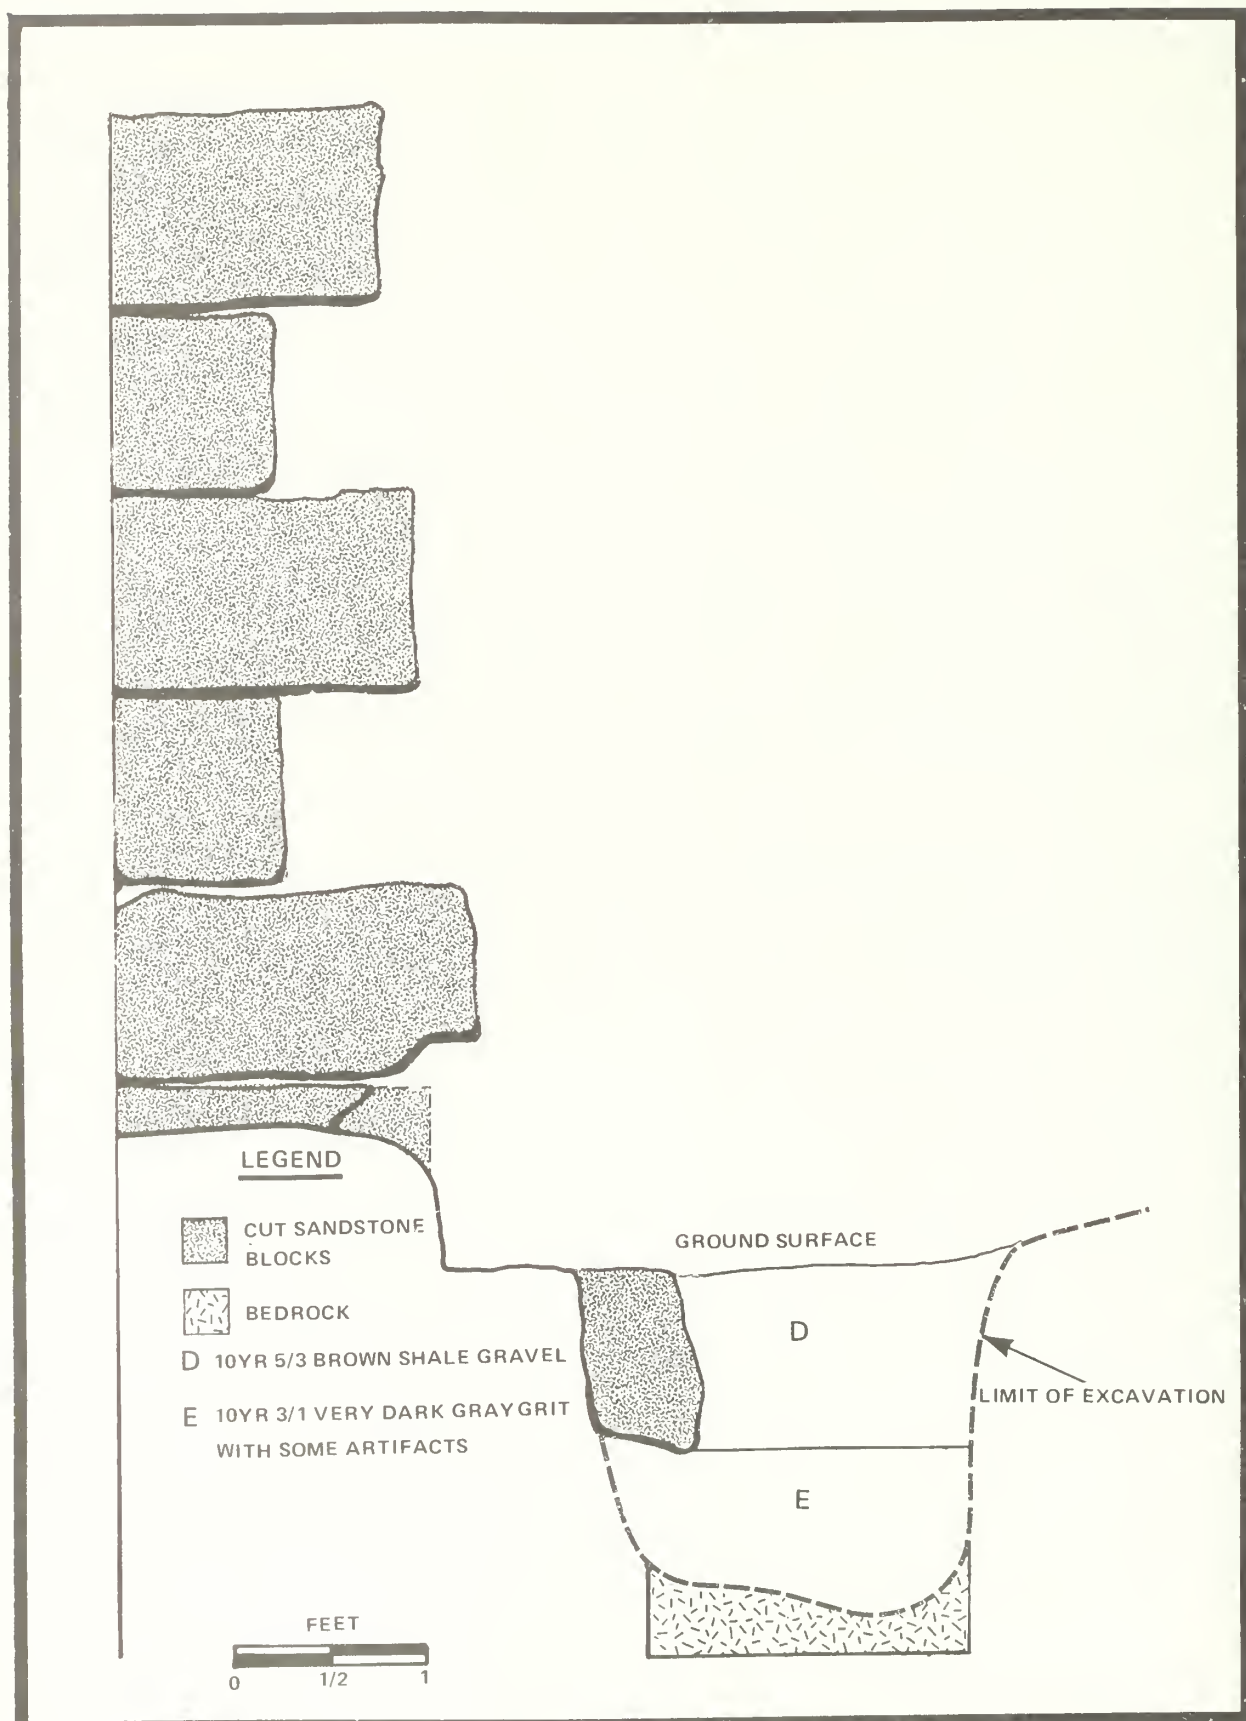 LEGEND
CUT SANDSTONE
BLOCKS
BEDROCK
D 10YR 5/3 BROWN SHALE GRAVEL
E 10YR 3/1 VERY DARK GRAY GRIT
WITH SOME ARTIFACTS
GROUND SURFACE
D
LIMIT OF EXCAVATION
E
FEET
0 1/2 1